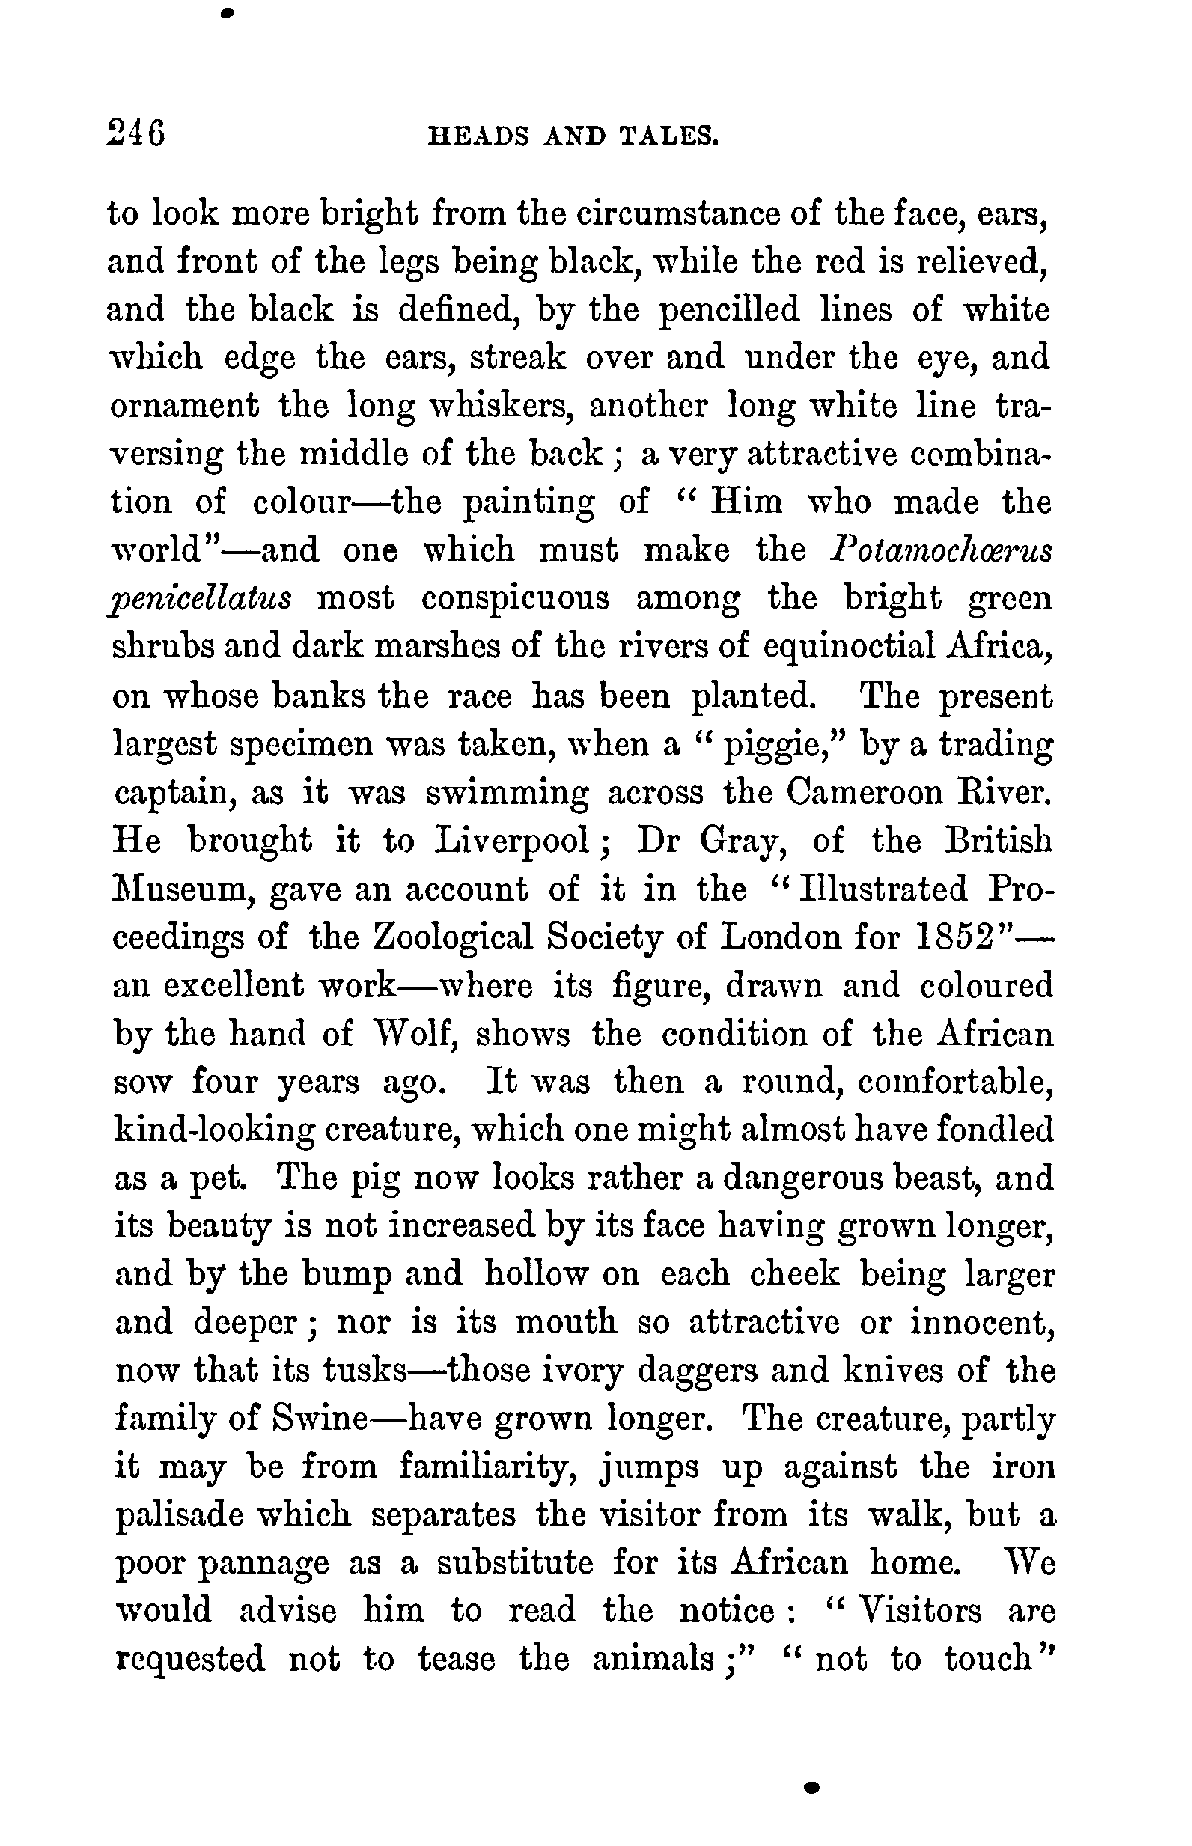 246 HEADS AND TALES.
to look more bright from the circumstance of the face, ears,
and front of the legs being black, while the red is relieved,
and the black is defined, by the pencilled lines of white
which edge the ears, streak over and under the eye, and
ornament the long whiskers, another long white line tra-
versing the middle of the back ; a very attractive combina-
tion of colour—the painting of “ Him who made the
world”—and one which must make the Potamochœrus
penicellatus most conspicuous among the bright green
shrubs and dark marshes of the rivers of equinoctial Africa,
on whose banks the race has been planted. The present
largest specimen was taken, when a “ piggie,” by a trading
captain, as it was swimming across the Cameroon River.
He brought it to Liverpool ; Dr Gray, of the British
Museum, gave an account of it in the “ Illustrated Pro-
ceedings of the Zoological Society of London for 1852”—
an excellent work—where its figure, drawn and coloured
by the hand of Wolf, shows the condition of the African
sow four years ago. It was then a round, comfortable,
kind-looking creature, which one might almost have fondled
as a pet. The pig now looks rather a dangerous beast, and
its beauty is not increased by its face having grown longer,
and by the bump and hollow on each cheek being larger
and deeper ; nor is its mouth so attractive or innocent,
now that its tusks—those ivory daggers and knives of the
family of Swine—have grown longer. The creature, partly
it may be from familiarity, jumps up against the iron
palisade which separates the visitor from its walk, but a
poor pannage as a substitute for its African home. We
would advise him to read the notice : “ Visitors are
requested not to tease the animals ;” “ not to touch”